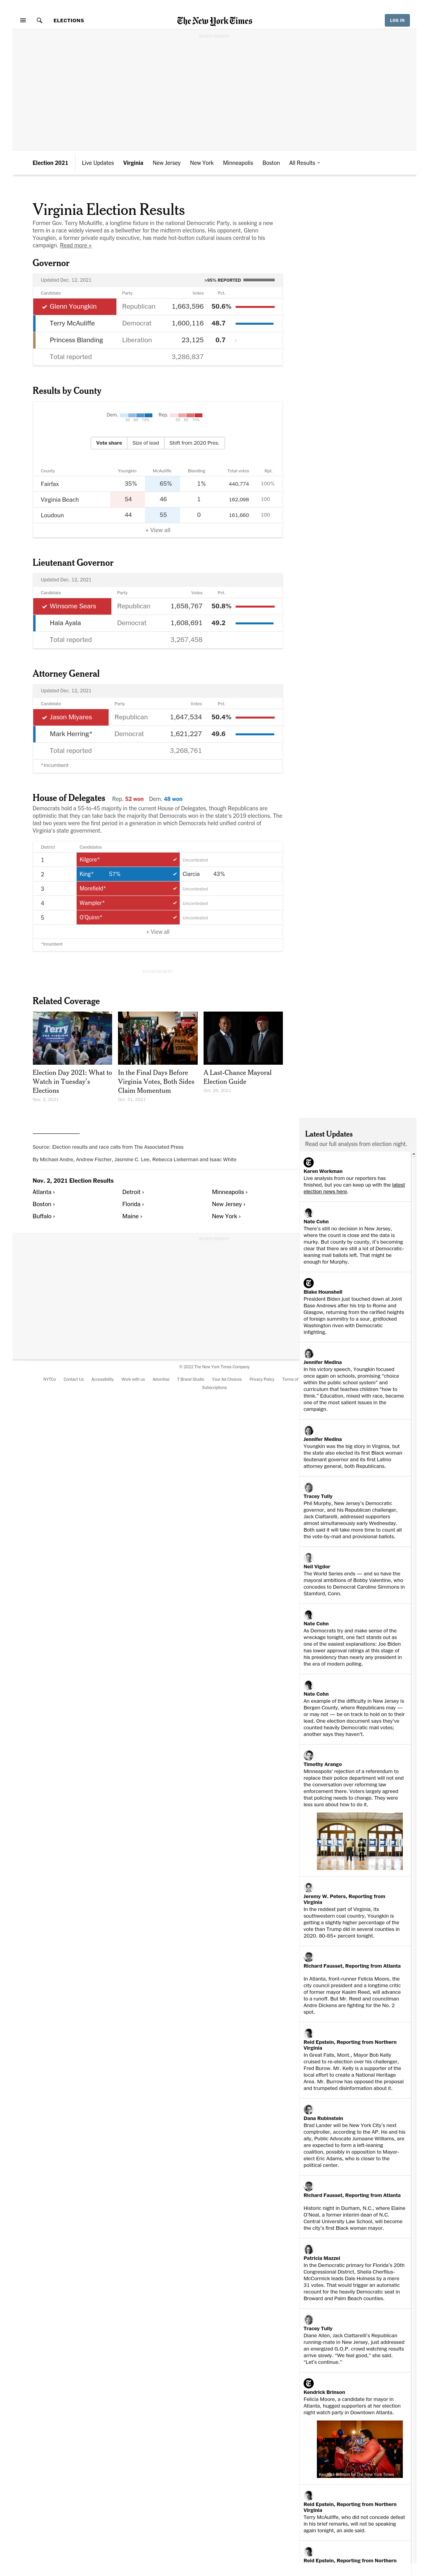 ELECTIONS
The New York Times
LOG IN
ADVERTISEMENT
Election 2021
Live Updates
Virginia
New Jersey
New York
Minneapolis
Boston
All Results
Virginia Election Results
Former Gov. Terry McAuliffe, a longtime fixture in the national Democratic Party, is seeking a new
term in a race widely viewed as a bellwether for the midterm elections. His opponent, Glenn
Youngkin, a former private equity executive, has made hot-button cultural issues central to his
campaign. Read more »
Governor
Updated Dec. 12, 2021
>95% REPORTED
Candidate Party Votes Pct.
Glenn Youngkin Republican 1,663,596 50.6%
Terry McAuliffe Democrat 1,600,116 48.7
Princess Blanding Liberation 23,125 0.7
Total reported 3,286,837
Results by County
Dem. Rep.
Vote share Size of lead Shift from 2020 Pres.
County Youngkin McAuliffe Blanding Total votes Rpt.
Fairfax 35% 65% 1% 440,774 100%
Virginia Beach 54 46 1 162,098 100
Loudoun 44 55 0 161,660 100
+ View all
Lieutenant Governor
Updated Dec. 12, 2021
Candidate Party Votes Pct.
Winsome Sears Republican 1,658,767 50.8%
Hala Ayala Democrat 1,608,691 49.2
Total reported 3,267,458
Attorney General
Updated Dec. 12, 2021
Candidate Party Votes Pct.
Jason Miyares Republican 1,647,534 50.4%
Mark Herring* Democrat 1,621,227 49.6
Total reported 3,268,761
*Incumbent
House of Delegates Rep. 52 won Dem. 48 won
Democrats hold a 55-to-45 majority in the current House of Delegates, though Republicans are
optimistic that they can take back the majority that Democrats won in the state's 2019 elections. The
last two years were the first period in a generation in which Democrats held unified control of
Virginia's state government.
District Candidates
1 Kilgore* Uncontested
2 King* 57% Ciarcia 43%
3 Morefield* Uncontested
4 Wampler* Uncontested
5 O'Quinn* Uncontested
+ View all
*Incumbent
ADVERTISEMENT
Related Coverage
Terry
Election Day 2021: What to
Watch in Tuesday's
Elections
Nov. 2, 2021
In the Final Days Before
Virginia Votes, Both Sides
Claim Momentum
Oct. 31, 2021
A Last-Chance Mayoral
Election Guide
Source: Election results and race calls from The Associated Press
By Michael Andre, Andrew Fischer, Jasmine C. Lee, Rebecca Lieberman and Isaac White
Nov. 2, 2021 Election Results
Atlanta › Detroit › Minneapolis ›
Boston › Florida › New Jersey ›
Buffalo › Maine › New York ›
ADVERTISEMENT
© 2022 The New York Times Company
NYTCo Contact Us Accessibility Work with us Advertise T Brand Studio Your Ad Choices Privacy Policy Terms of
Subscriptions
Latest Updates
Read our full analysis from election night.
Karen Workman
Live analysis from our reporters has
finished, but you can keep up with the latest
election news here.
Nate Cohn
There's still no decision in New Jersey,
where the count is close and the data is
murky. But county by county, it's becoming
clear that there are still a lot of Democratic-
leaning mail ballots left. That might be
enough for Murphy.
Blake Hounshell
President Biden just touched down at Joint
Base Andrews after his trip to Rome and
Glasgow, returning from the rarified heights
of foreign summitry to a sour, gridlocked
Washington riven with Democratic
infighting.
Jennifer Medina
In his victory speech, Youngkin focused
once again on schools, promising "choice
within the public school system" and
curriculum that teaches children "how to
think." Education, mixed with race, became
one of the most salient issues in the
campaign.
Jennifer Medina
Youngkin was the big story in Virginia, but
the state also elected its first Black woman
lieutenant governor and its first Latino
attorney general, both Republicans.
Tracey Tully
Phil Murphy, New Jersey's Democratic
governor, and his Republican challenger,
Jack Ciattarelli, addressed supporters
almost simultaneously early Wednesday.
Both said it will take more time to count all
the vote-by-mail and provisional ballots.
Neil Vigdor
The World Series ends — and so have the
mayoral ambitions of Bobby Valentine, who
concedes to Democrat Caroline Simmons in
Stamford, Conn.
Nate Cohn
As Democrats try and make sense of the
wreckage tonight, one fact stands out as
one of the easiest explanations: Joe Biden
has lower approval ratings at this stage of
his presidency than nearly any president in
the era of modern polling.
Nate Cohn
An example of the difficulty in New Jersey is
Bergen County, where Republicans may —
or may not — be on track to hold on to their
lead. One election document says they've
counted heavily Democratic mail votes;
another says they haven't.
Timothy Arango
Minneapolis' rejection of a referendum to
replace their police department will not end
the conversation over reforming law
enforcement there. Voters largely agreed
that policing needs to change. They were
less sure about how to do it.
Jeremy W. Peters, Reporting from
Virginia
In the reddest part of Virginia, its
southwestern coal country, Youngkin is
getting a slightly higher percentage of the
vote than Trump did in several counties in
2020. 80-85+ percent tonight.
Richard Fausset, Reporting from Atlanta
In Atlanta, front-runner Felicia Moore, the
city council president and a longtime critic
of former mayor Kasim Reed, will advance
to a runoff. But Mr. Reed and councilman
Andre Dickens are fighting for the No. 2
spot.
Reid Epstein, Reporting from Northern
Virginia
In Great Falls, Mont., Mayor Bob Kelly
cruised to re-election over his challenger,
Fred Burow. Mr. Kelly is a supporter of the
local effort to create a National Heritage
Area. Mr. Burrow has opposed the proposal
and trumpeted disinformation about it.
Dana Rubinstein
Brad Lander will be New York City's next
comptroller, according to the AP. He and his
ally, Public Advocate Jumaane Williams, are
are expected to form a left-leaning
coalition, possibly in opposition to Mayor-
elect Eric Adams, who is closer to the
political center.
Richard Fausset, Reporting from Atlanta
Historic night in Durham, N.C., where Elaine
O'Neal, a former interim dean of N.C.
Central University Law School, will become
the city's first Black woman mayor.
Patricia Mazzei
In the Democratic primary for Florida's 20th
Congressional District, Sheila Cherfilus-
McCormick leads Dale Holness by a mere
31 votes. That would trigger an automatic
recount for the heavily Democratic seat in
Broward and Palm Beach counties.
Tracey Tully
Diane Allen, Jack Ciattarelli's Republican
running-mate in New Jersey, just addressed
an energized G.O.P. crowd watching results
arrive slowly. "We feel good," she said.
"Let's continue."
Kendrick Brinson
Felicia Moore, a candidate for mayor in
Atlanta, hugged supporters at her election
night watch party in Downtown Atlanta.
Kendrick Brinson for The New York Times
Reid Epstein, Reporting from Northern
Virginia
Terry McAuliffe, who did not concede defeat
in his brief remarks, will not be speaking
again tonight, an aide said.
Reid Epstein, Reporting from Northern